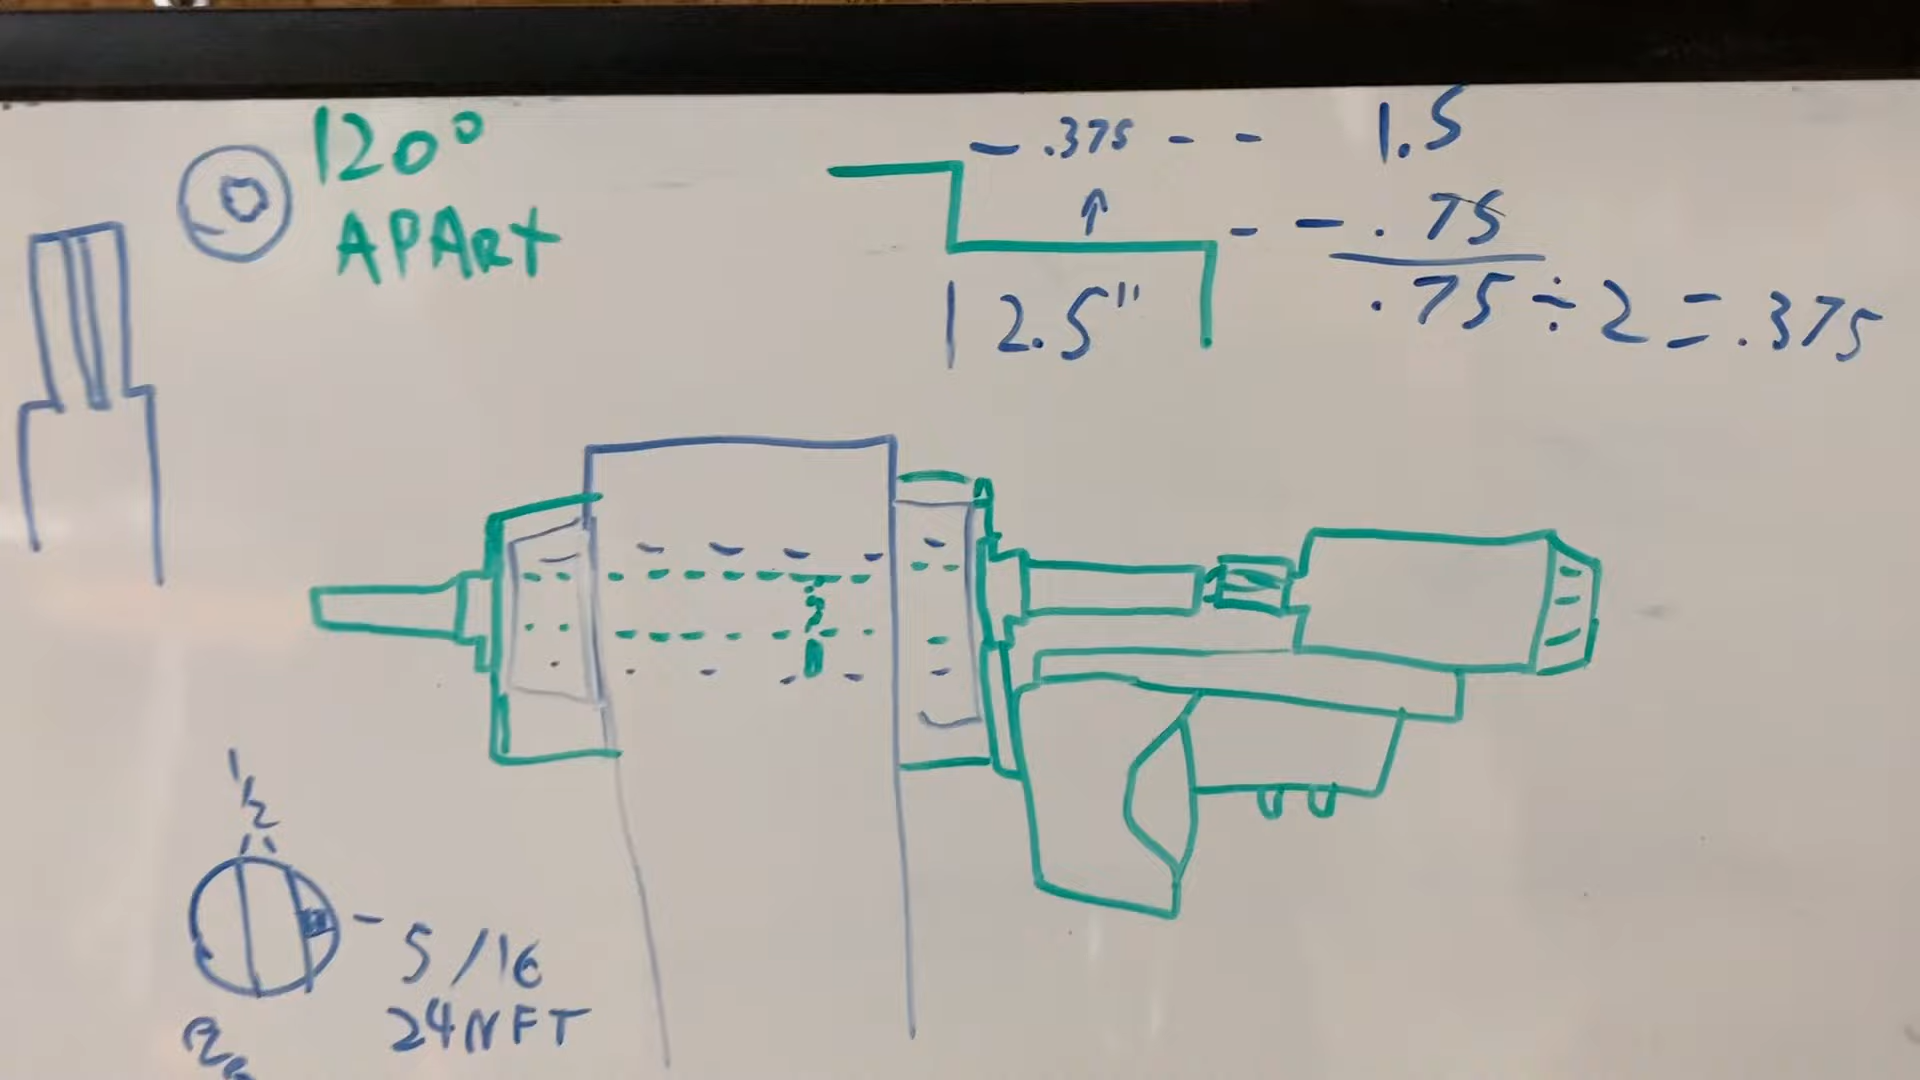 120°
APART
- .375 - -
1.5
- - . 75
.75 ÷ 2 = .375
2.5"
1/2
5/16
24NFT